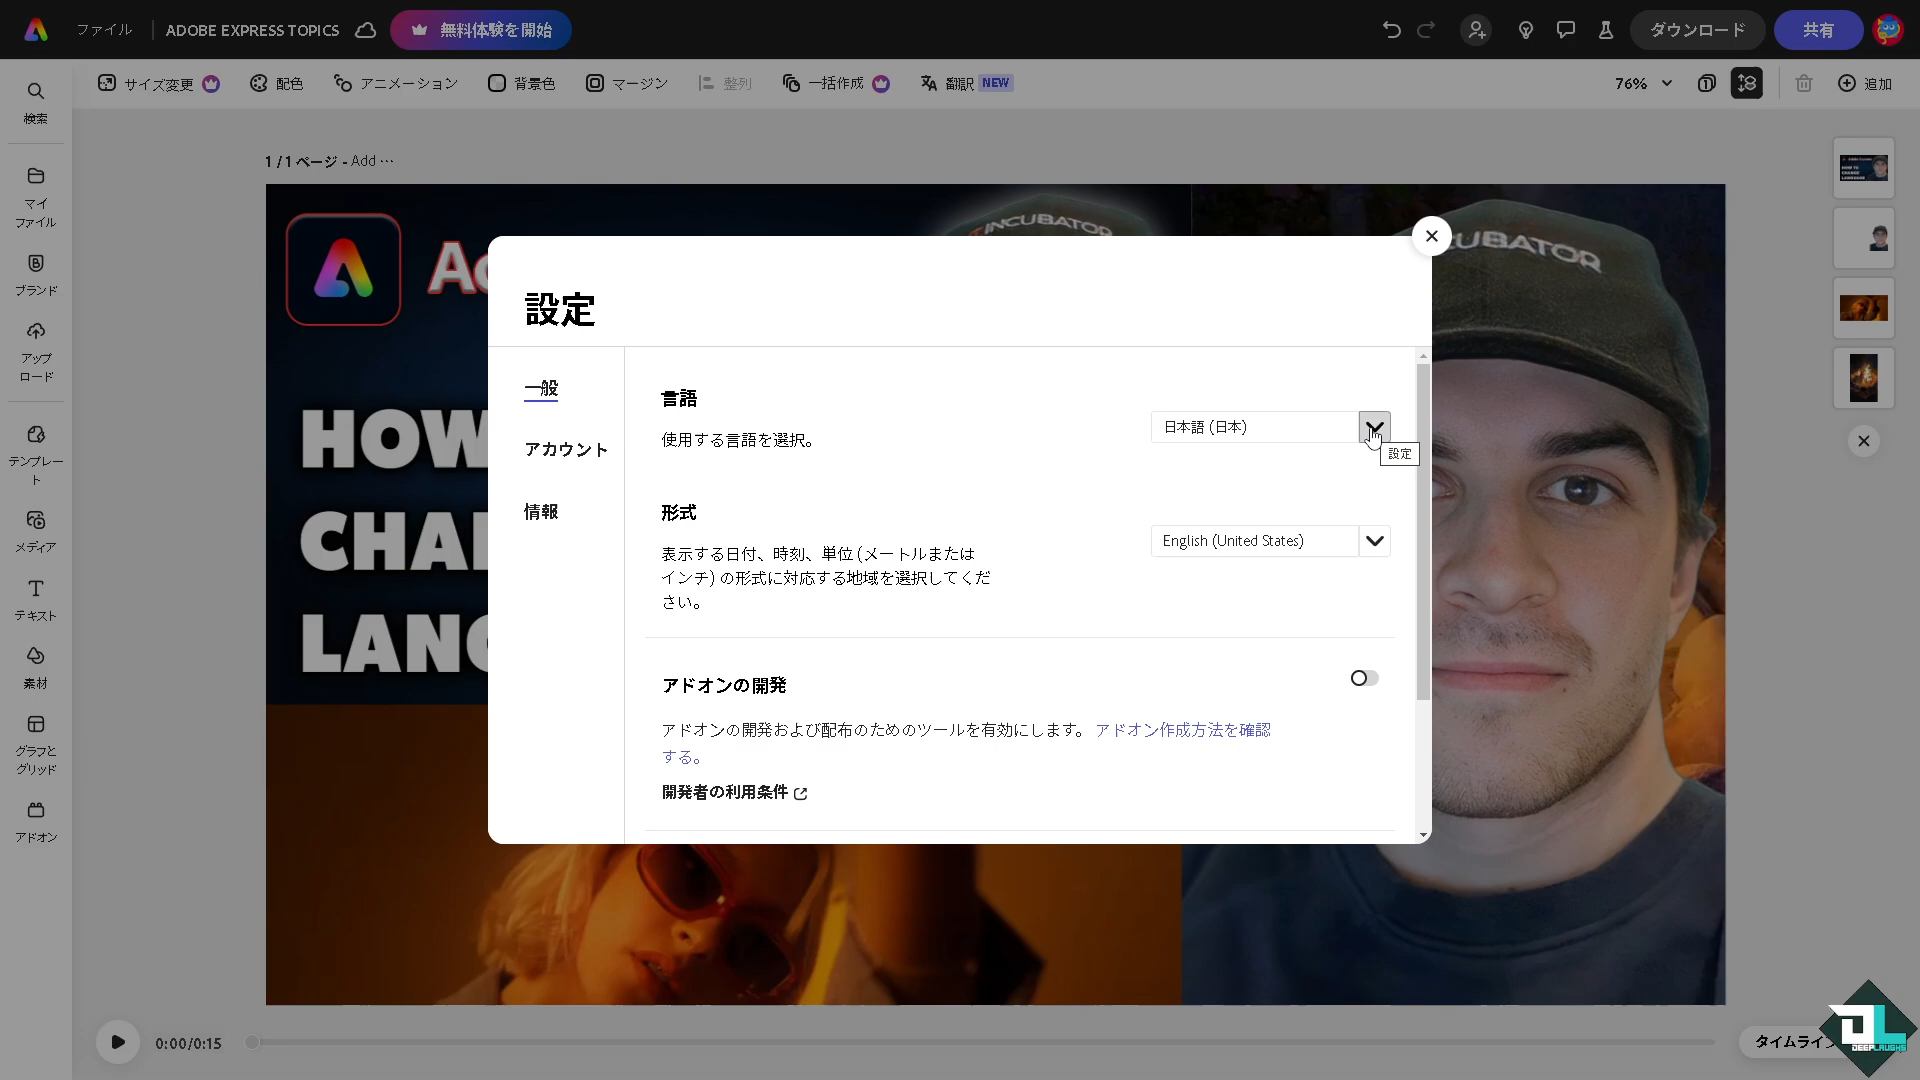 ファイル
ADOBE EXPRESS TOPICS
無料体験を開始
ダウンロード
共有
サイズ変更
配色
アニメーション
背景色
マージン
整列
一括作成
翻訳 NEW
76%
追加
検索
マイ
ファイル
ブランド
アップ
ロード
テンプレー
ト
メディア
テキスト
素材
グラフと
グリッド
アドオン
1 / 1 ページ - Add ...
INCUBATOR
UBATOR
HOW
CHA
LANG
設定
一般
アカウント
情報
言語
使用する言語を選択。
日本語 (日本)
設定
形式
表示する日付、時刻、単位 (メートルまたは
インチ) の形式に対応する地域を選択してくだ
さい。
English (United States)
アドオンの開発
アドオンの開発および配布のためのツールを有効にします。 アドオン作成方法を確認
する。
開発者の利用条件
0:00/0:15
タイムライン
DEEPLAUGHS